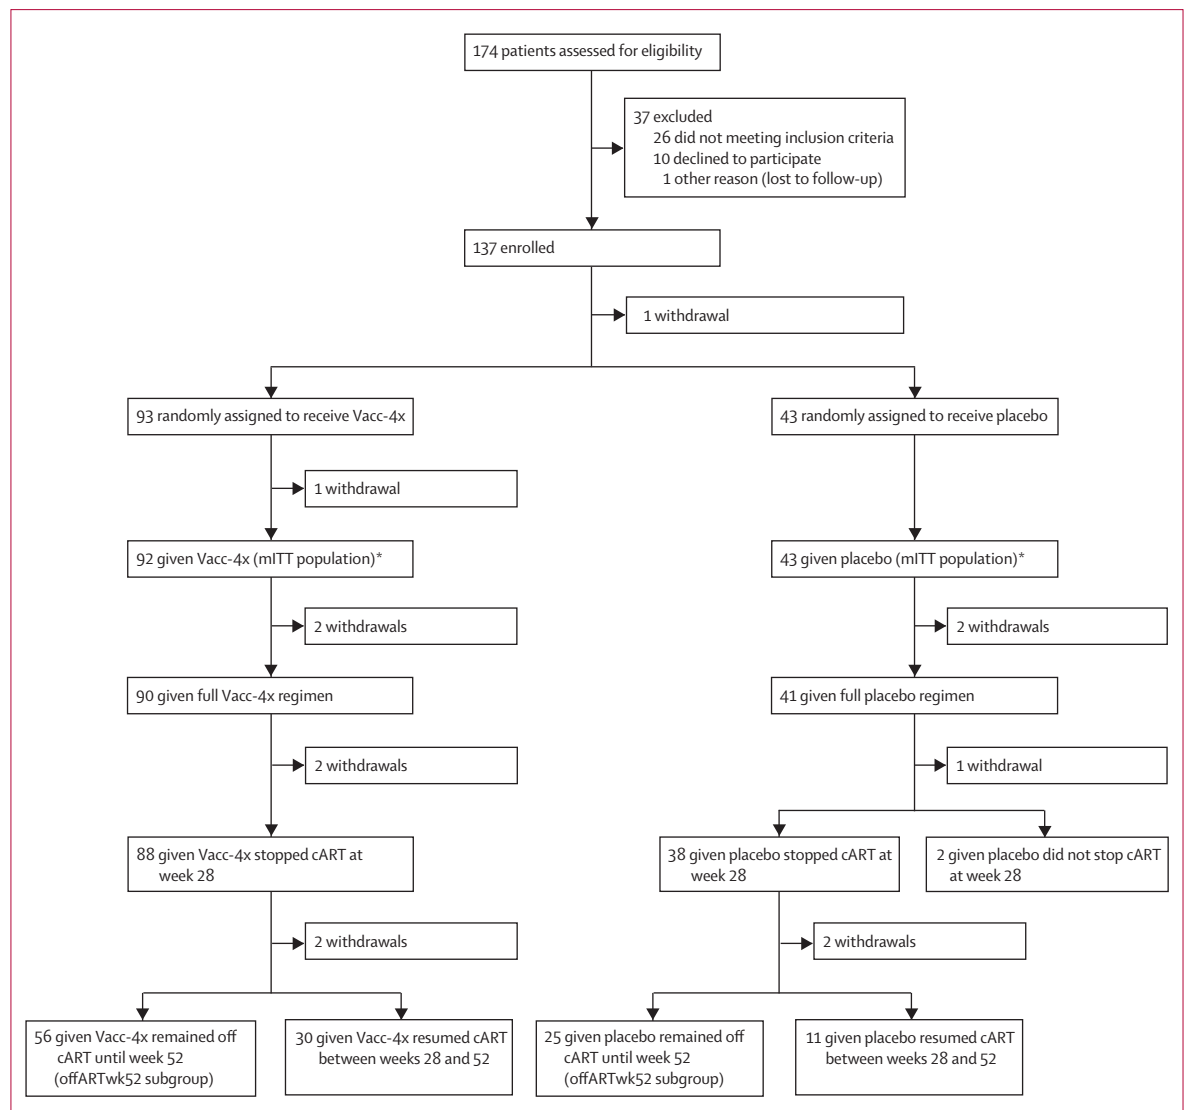 174 patients assessed for eligibility
37 excluded
26 did not meeting inclusion criteria
10 declined to participate
1 other reason (lost to follow-up)
137 enrolled
1 withdrawal
93 randomly assigned to receive Vacc-4x
43 randomly assigned to receive placebo
1 withdrawal
92 given Vacc-4x (mITT population)*
43 given placebo (mITT population)*
2 withdrawals
2 withdrawals
90 given full Vacc-4x regimen
41 given full placebo regimen
2 withdrawals
1 withdrawal
88 given Vacc-4x stopped cART at
week 28
38 given placebo stopped cART at
week 28
2 given placebo did not stop cART
at week 28
2 withdrawals
2 withdrawals
56 given Vacc-4x remained off
cART until week 52
(offARTwk52 subgroup)
30 given Vacc-4x resumed cART
between weeks 28 and 52
25 given placebo remained off
cART until week 52
(offARTwk52 subgroup)
11 given placebo resumed cART
between weeks 28 and 52